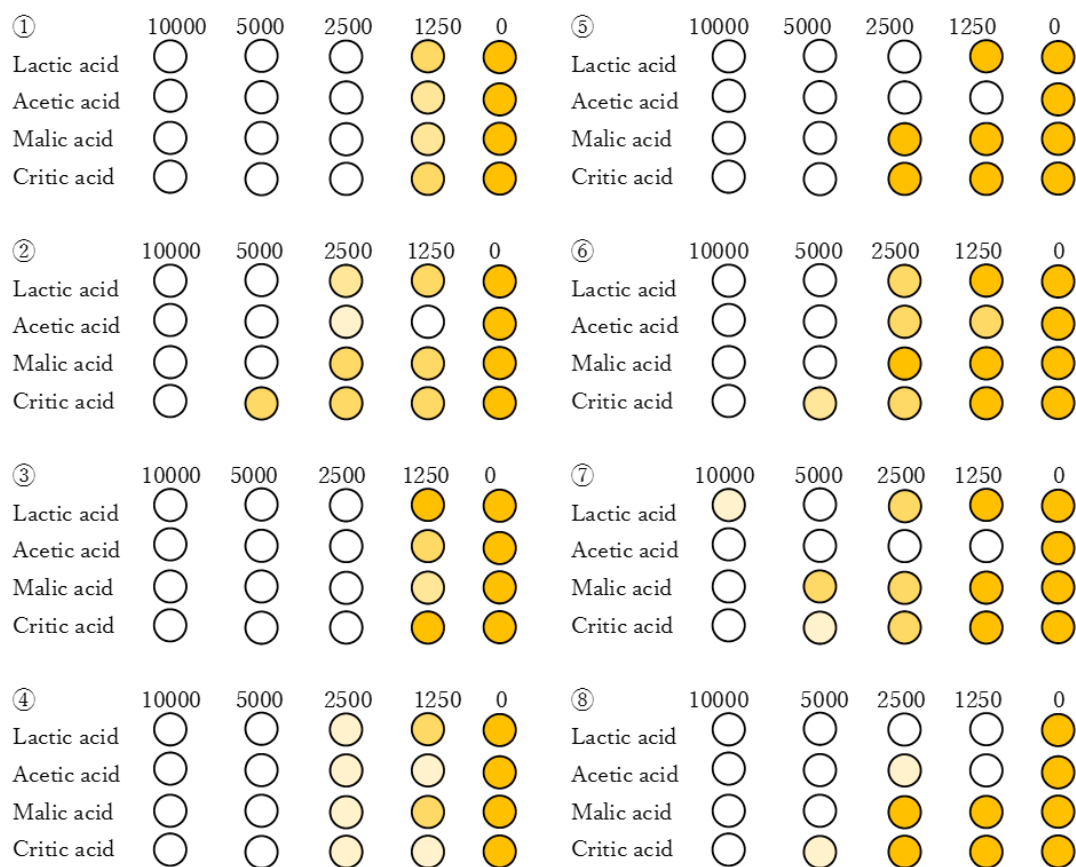 ① 10000 5000 2500 1250 0
Lactic acid
Acetic acid
Malic acid
Critic acid
② 10000 5000 2500 1250 0
Lactic acid
Acetic acid
Malic acid
Critic acid
③ 10000 5000 2500 1250 0
Lactic acid
Acetic acid
Malic acid
Critic acid
④ 10000 5000 2500 1250 0
Lactic acid
Acetic acid
Malic acid
Critic acid
⑤ 10000 5000 2500 1250 0
Lactic acid
Acetic acid
Malic acid
Critic acid
⑥ 10000 5000 2500 1250 0
Lactic acid
Acetic acid
Malic acid
Critic acid
⑦ 10000 5000 2500 1250 0
Lactic acid
Acetic acid
Malic acid
Critic acid
⑧ 10000 5000 2500 1250 0
Lactic acid
Acetic acid
Malic acid
Critic acid